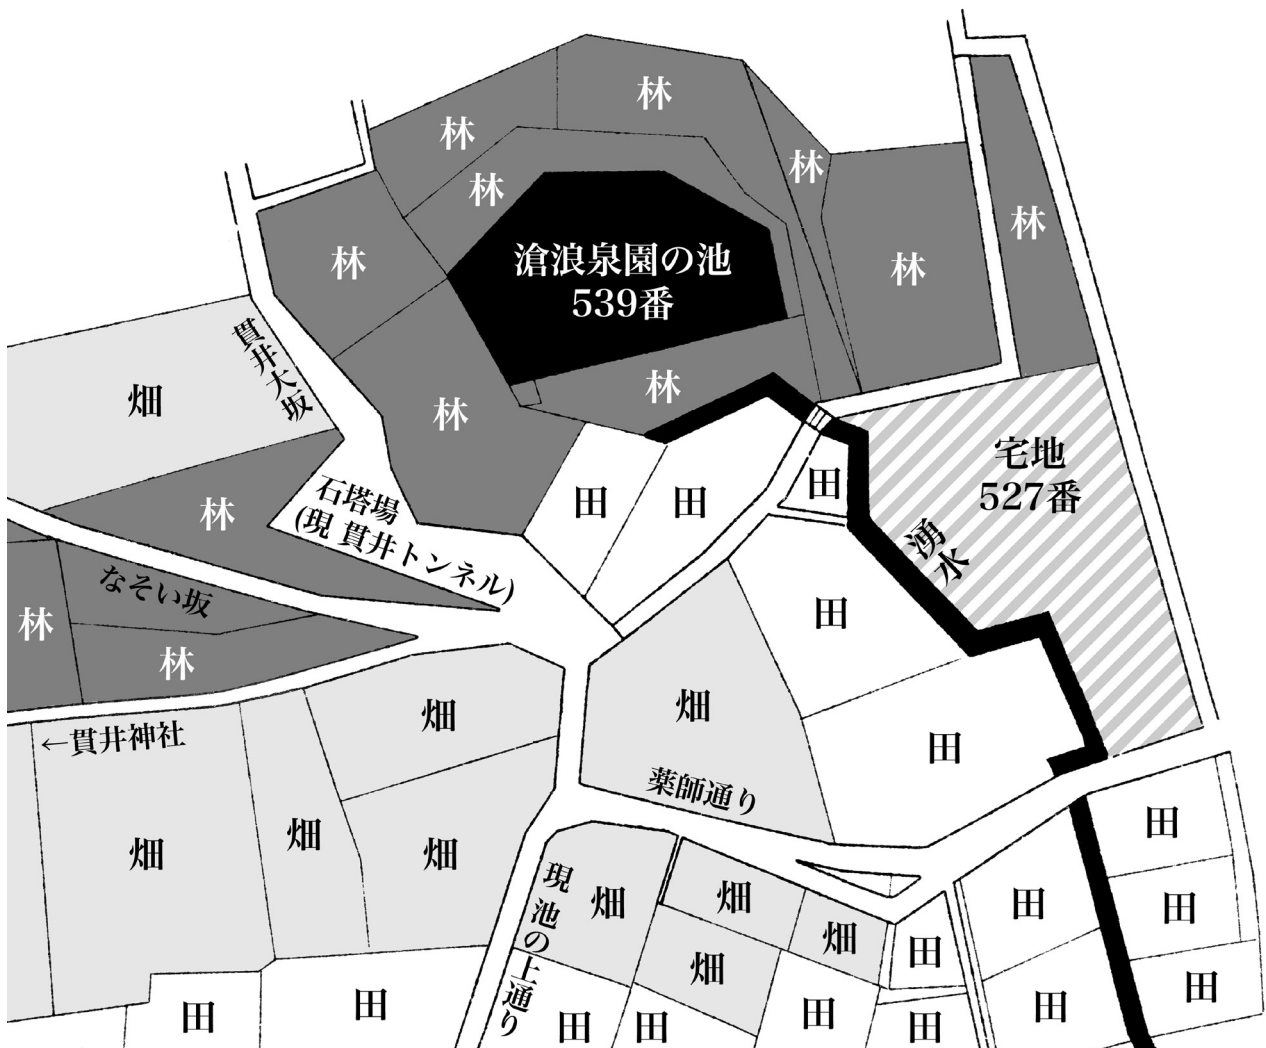 林
林
林
林
林
林
林
滄浪泉園の池
539番
貫井大坂
畑
林
林
宅地
527番
林
石塔場
(現 貫井トンネル)
田
田
田
湧水
なそい坂
林
林
田
畑
畑
田
←貫井神社
薬師通り
畑
畑
畑
現 池の上通り
畑
畑
畑
畑
田
田
田
田
田
田
田
田
田
田
田
田
田